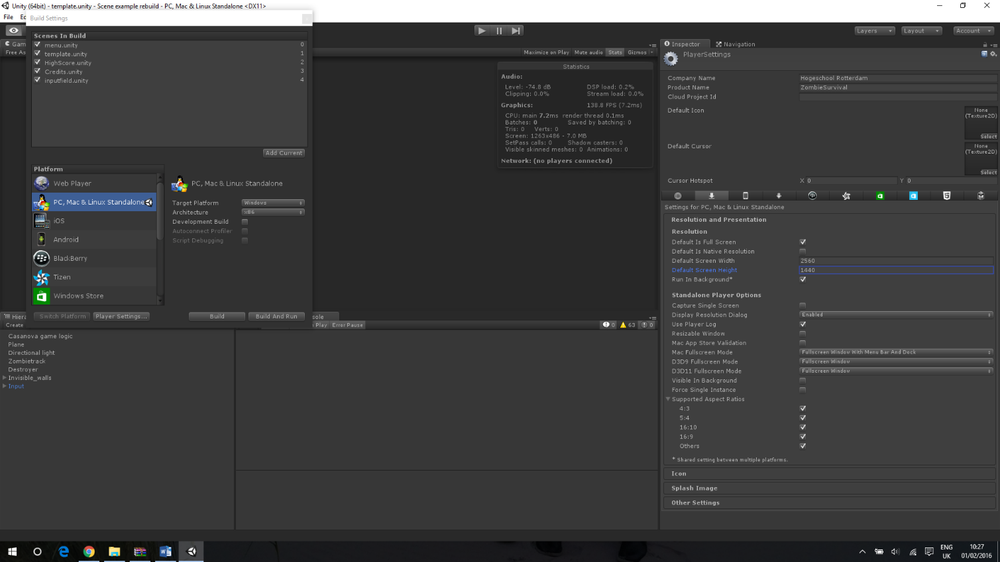 Unity (64bit) - template.unity - Scene example rebuild - PC, Mac & Linux Standalone <DX11>
File
Ed
Build Settings
Scenes In Build
menu.unity 0
template.unity 1
HighScore.unity 2
Credits.unity 3
inputfield.unity 4
Add Current
Platform
Web Player
PC, Mac & Linux Standalone
iOS
Android
BlackBerry
Tizen
Windows Store
PC, Mac & Linux Standalone
Target Platform Windows
Architecture x86
Development Build
Autoconnect Profiler
Script Debugging
Switch Platform
Player Settings...
Build
Build And Run
Gam
Free As
Layers
Layout
Account
Maximize on Play Mute audio Stats Gizmos
Statistics
Audio:
Level: -74.8 dB DSP load: 0.2%
Clipping: 0.0% Stream load: 0.0%
Graphics: 138.8 FPS (7.2ms)
CPU: main 7.2ms render thread 0.1ms
Batches: 0 Saved by batching: 0
Tris: 0 Verts: 0
Screen: 1263x486 - 7.0 MB
SetPass calls: 0 Shadow casters: 0
Visible skinned meshes: 0 Animations: 0
Network: (no players connected)
Hiera
sole
Create
Play Error Pause
0 63 0
Casanova game logic
Plane
Directional light
Zombietrack
Destroyer
Invisible_walls
Input
Inspector
Navigation
PlayerSettings
Company Name Hogeschool Rotterdam
Product Name ZombieSurvival
Cloud Project Id
Default Icon
None
(Texture2D)
Select
Default Cursor
None
(Texture2D)
Select
Cursor Hotspot X 0 Y 0
Settings for PC, Mac & Linux Standalone
Resolution and Presentation
Resolution
Default Is Full Screen
Default Is Native Resolution
Default Screen Width 2560
Default Screen Height 1440
Run In Background*
Standalone Player Options
Capture Single Screen
Display Resolution Dialog Enabled
Use Player Log
Resizable Window
Mac App Store Validation
Mac Fullscreen Mode Fullscreen Window With Menu Bar And Dock
D3D9 Fullscreen Mode Fullscreen Window
D3D11 Fullscreen Mode Fullscreen Window
Visible In Background
Force Single Instance
Supported Aspect Ratios
4:3
5:4
16:10
16:9
Others
* Shared setting between multiple platforms.
Icon
Splash Image
Other Settings
ENG
UK
10:27
01/02/2016